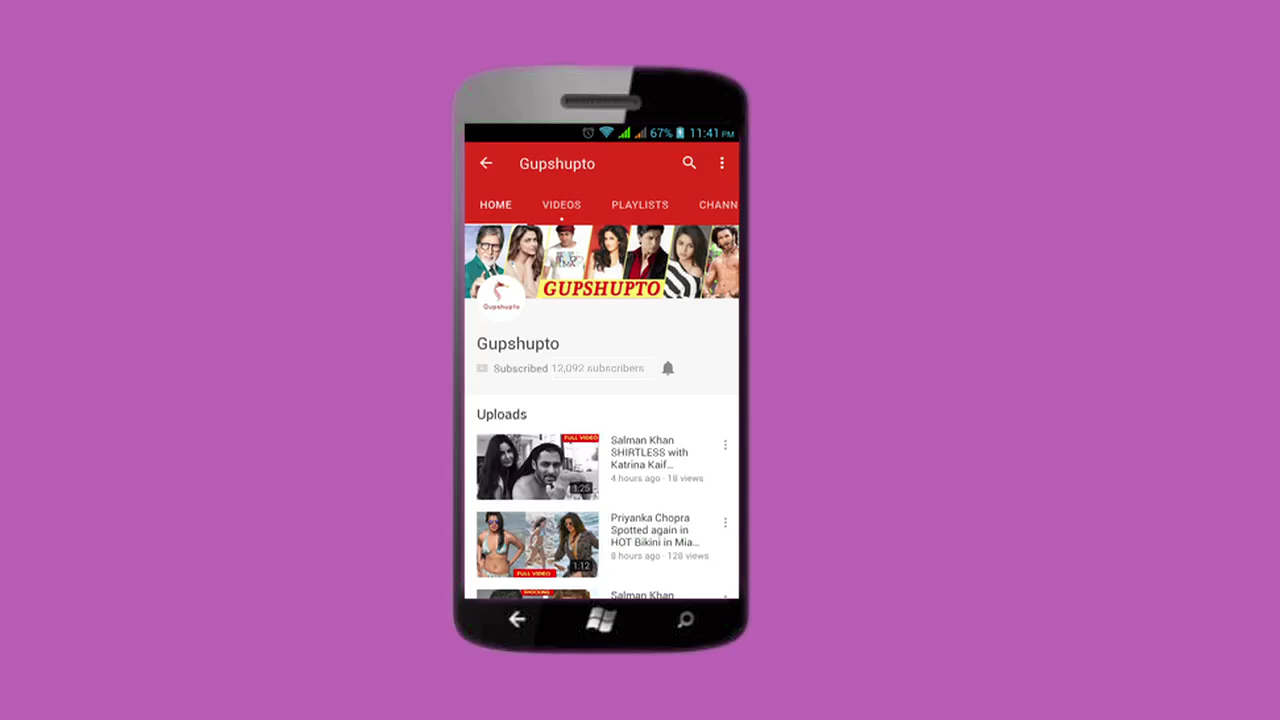 67% 11:41 PM
Gupshupto
HOME VIDEOS PLAYLISTS CHANN
GUPSHUPTO
Gupshupto
Gupshupto
Subscribed 12,092 subscribers
Uploads
FULL VIDEO
1:25
Salman Khan
SHIRTLESS with
Katrina Kaif...
4 hours ago · 18 views
FULL VIDEO
1:12
Priyanka Chopra
Spotted again in
HOT Bikini in Mia...
8 hours ago · 128 views
SHOCKING
Salman Khan